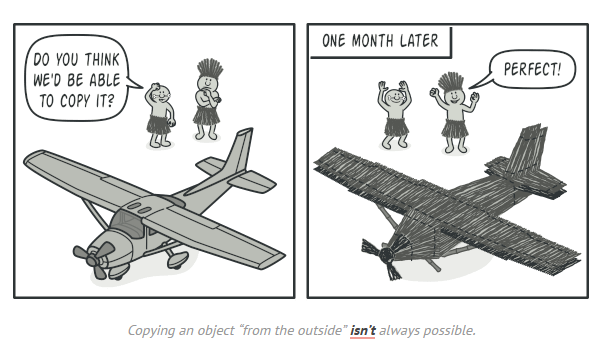 DO YOU THINK
WE'D BE ABLE
TO COPY IT?
ONE MONTH LATER
PERFECT!
Copying an object “from the outside” isn’t always possible.